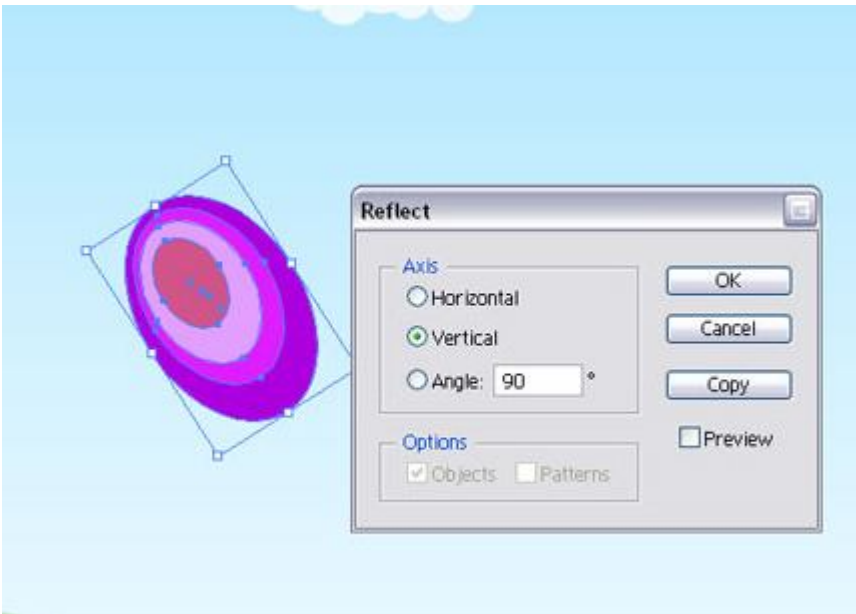 Reflect
Axis
Horizontal
Vertical
Angle: 90 °
OK
Cancel
Copy
Preview
Options
Objects Patterns